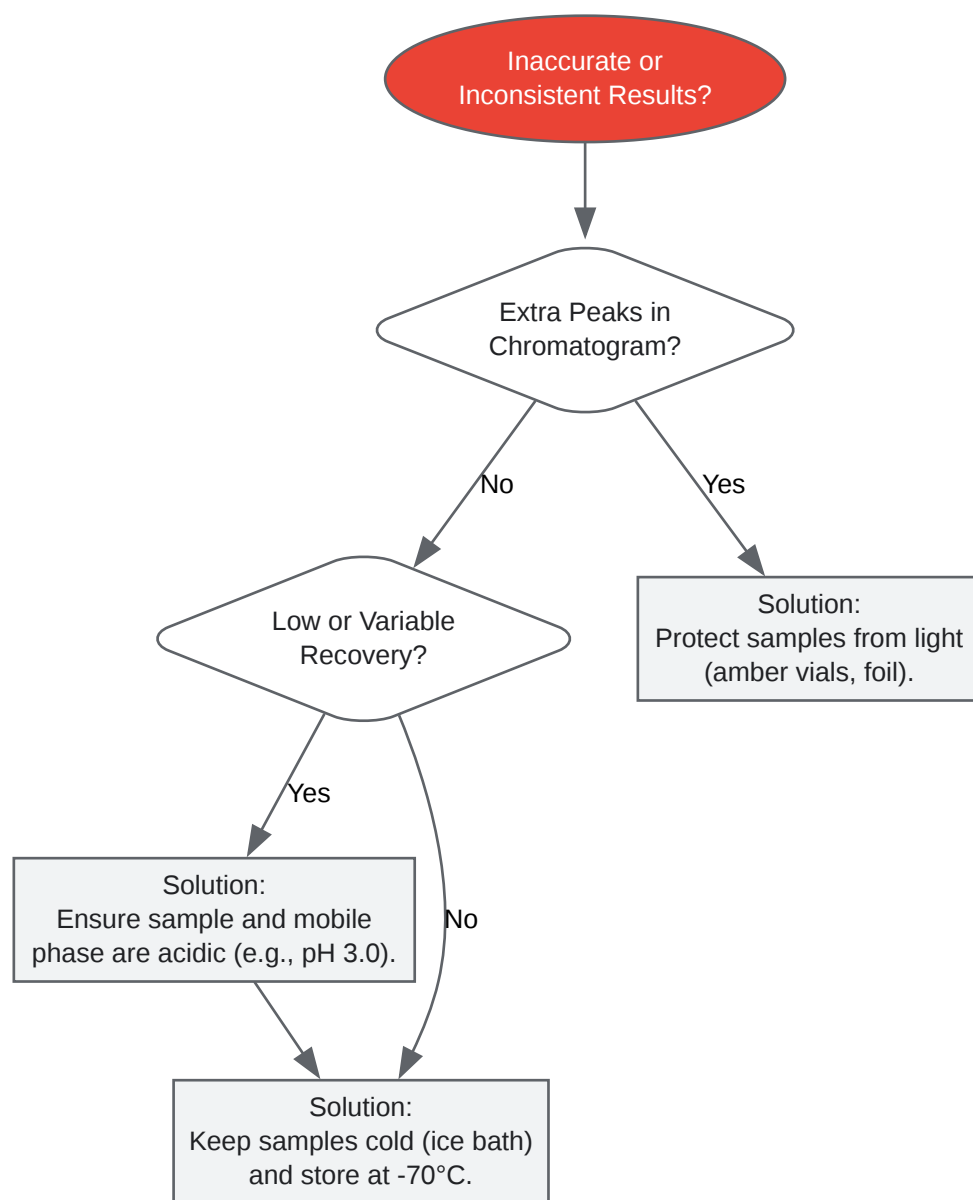 Inaccurate or
Inconsistent Results?
Extra Peaks in
Chromatogram?
No
Yes
Low or Variable
Recovery?
Solution:
Protect samples from light
(amber vials, foil).
Yes
No
Solution:
Ensure sample and mobile
phase are acidic (e.g., pH 3.0).
Solution:
Keep samples cold (ice bath)
and store at -70°C.